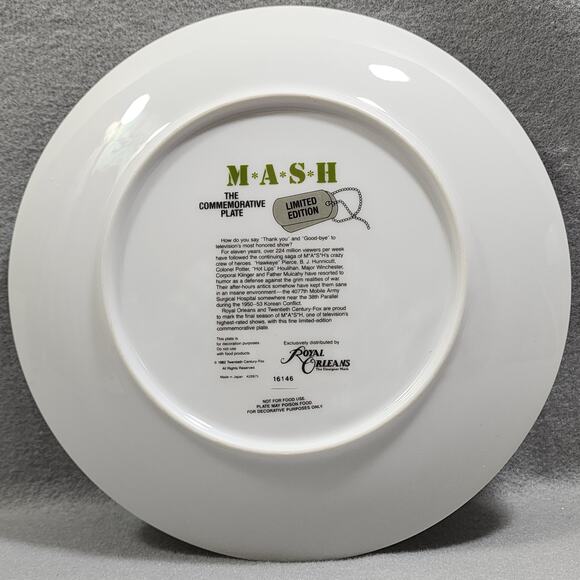 M*A*S*H
THE
COMMEMORATIVE
PLATE
LIMITED
EDITION
How do you say "Thank you" and "Good-bye" to
television's most honored show?
For eleven years, over 224 million viewers per week
have followed the continuing saga of M*A*S*H's crazy
crew of heroes. "Hawkeye" Pierce, B. J. Hunnicutt,
Colonel Potter, "Hot Lips" Houlihan, Major Winchester,
Corporal Klinger and Father Mulcahy have resorted to
humor as a defense against the grim realities of war.
Their after-hours antics somehow have kept them sane
in an insane environment—the 4077th Mobile Army
Surgical Hospital somewhere near the 38th Parallel
during the 1950-53 Korean Conflict.
Royal Orleans and Twentieth Century-Fox are proud
to mark the final season of M*A*S*H, one of television's
highest-rated shows, with this fine limited-edition
commemorative plate.
This plate is
for decoration purposes.
Do not use
with food products.
© 1982 Twentieth Century-Fox
All Rights Reserved.
Made in Japan
Exclusively distributed by
ROYAL
ORLEANS
The Designer Mark
16146
NOT FOR FOOD USE.
PLATE MAY POISON FOOD.
FOR DECORATIVE PURPOSES ONLY.